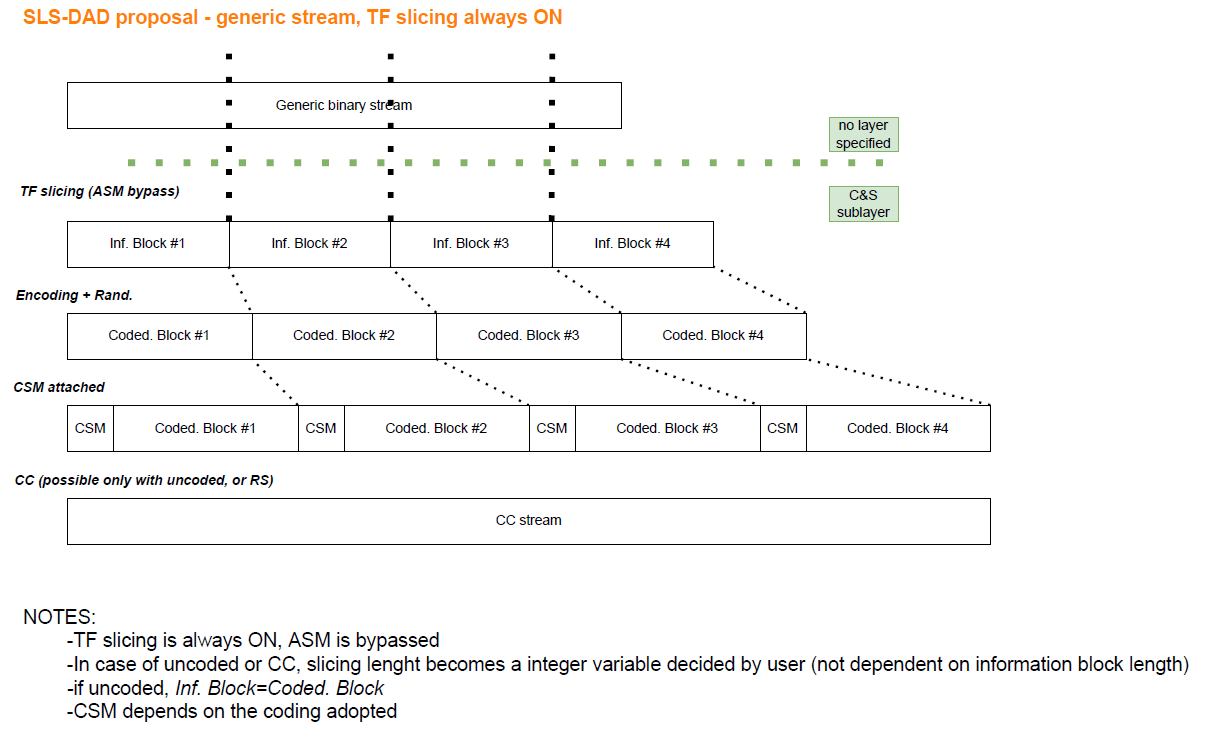 SLS-DAD proposal - generic stream, TF slicing always ON
Generic binary stream
no layer
specified
TF slicing (ASM bypass)
C&S
sublayer
Inf. Block #1 Inf. Block #2 Inf. Block #3 Inf. Block #4
Encoding + Rand.
Coded. Block #1 Coded. Block #2 Coded. Block #3 Coded. Block #4
CSM attached
CSM Coded. Block #1 CSM Coded. Block #2 CSM Coded. Block #3 CSM Coded. Block #4
CC (possible only with uncoded, or RS)
CC stream
NOTES:
-TF slicing is always ON, ASM is bypassed
-In case of uncoded or CC, slicing lenght becomes a integer variable decided by user (not dependent on information block length)
-if uncoded, Inf. Block=Coded. Block
-CSM depends on the coding adopted